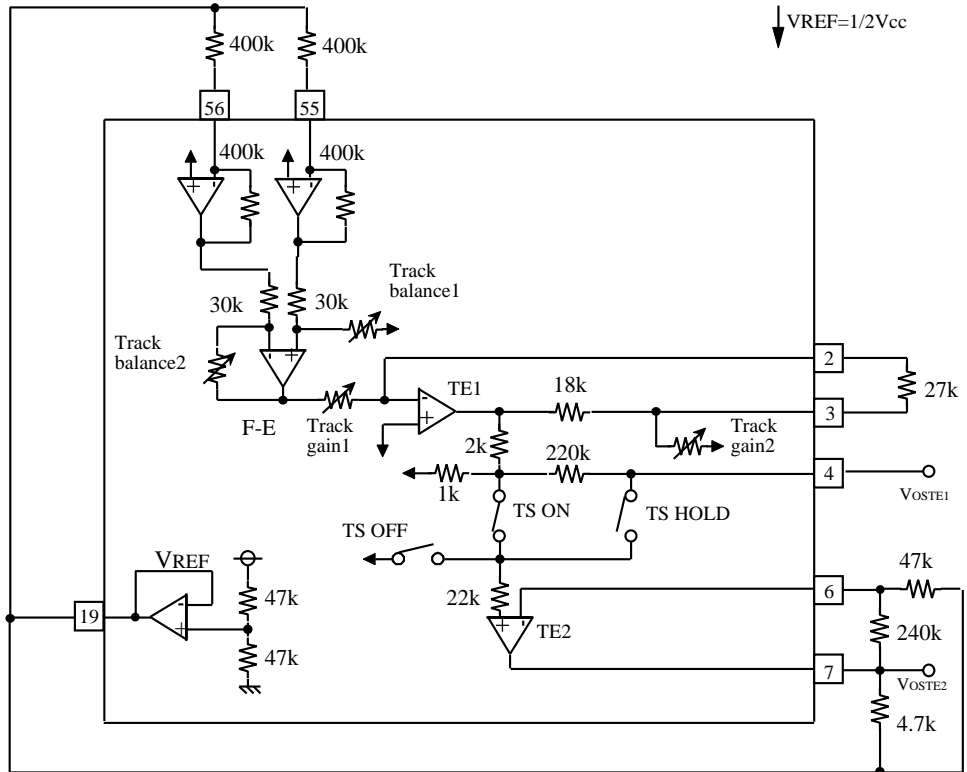 VREF=1/2Vcc
400k 400k
56 55
400k 400k
+ - + -
Track
balance1
30k 30k
Track
balance2
- +
2
27k
TE1 18k
-
+
3
F-E
Track
gain1
Track
gain2
2k
220k
4
VOSTE1
1k
TS ON
TS HOLD
TS OFF
47k
VREF
6
22k
47k
-
+
19
+ -
TE2
240k
47k
7
VOSTE2
4.7k